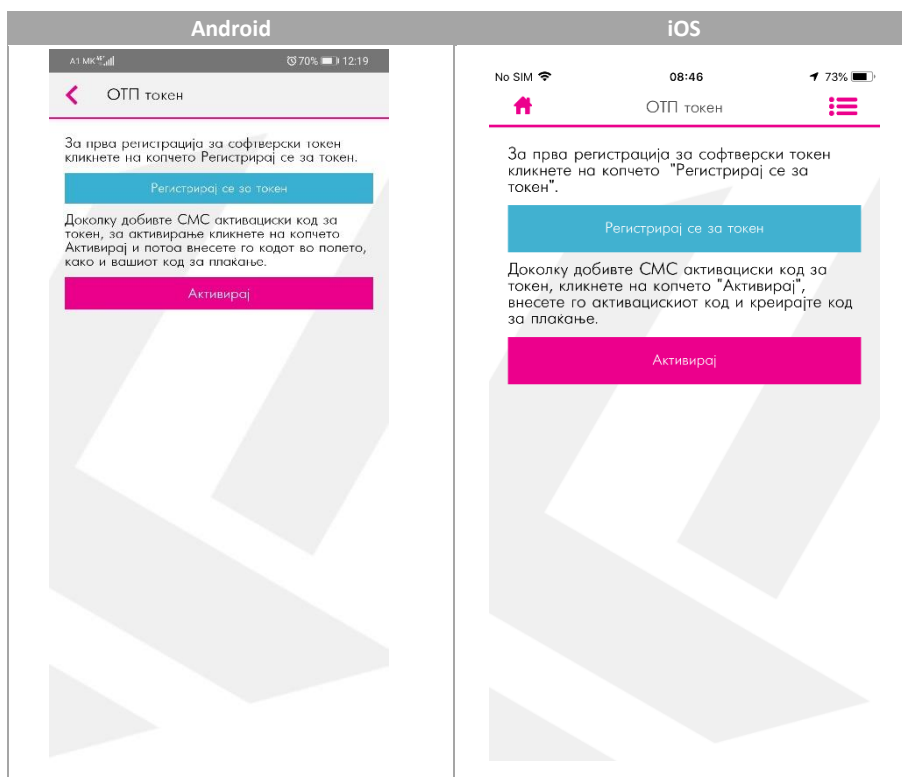 Android
iOS
A1 MK
70%
12:19
ОТП токен
За прва регистрација за софтверски токен
кликнете на копчето Регистрирај се за токен.
Регистрирај се за токен
Доколку добивте СМС активациски код за
токен, за активирање кликнете на копчето
Активирај и потоа внесете го кодот во полето,
како и вашиот код за плаќање.
Активирај
No SIM
08:46
73%
ОТП токен
За прва регистрација за софтверски токен
кликнете на копчето "Регистрирај се за
токен".
Регистрирај се за токен
Доколку добивте СМС активациски код за
токен, кликнете на копчето "Активирај",
внесете го активацискиот код и креирајте код
за плаќање.
Активирај